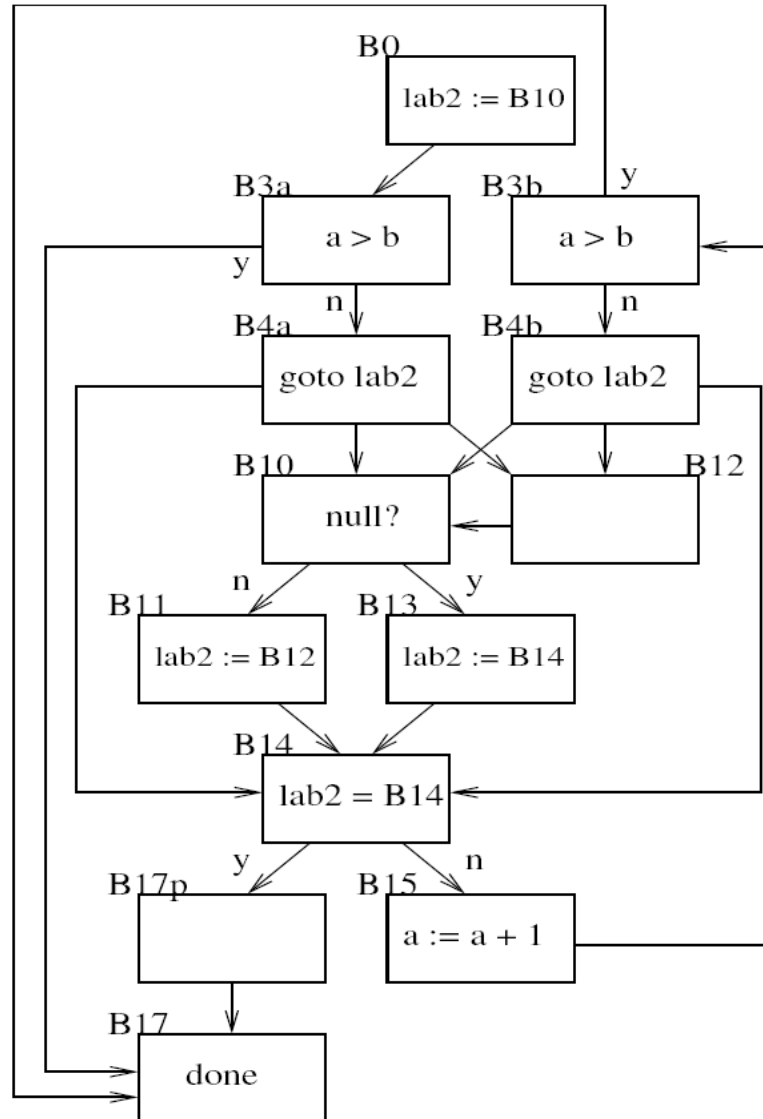 B0
lab2 := B10
B3a
a > b
y
n
B3b
y
a > b
n
B4a
goto lab2
B4b
goto lab2
B10
null?
n
y
B12
B11
lab2 := B12
B13
lab2 := B14
B14
lab2 = B14
y
n
B17p
B15
a := a + 1
B17
done